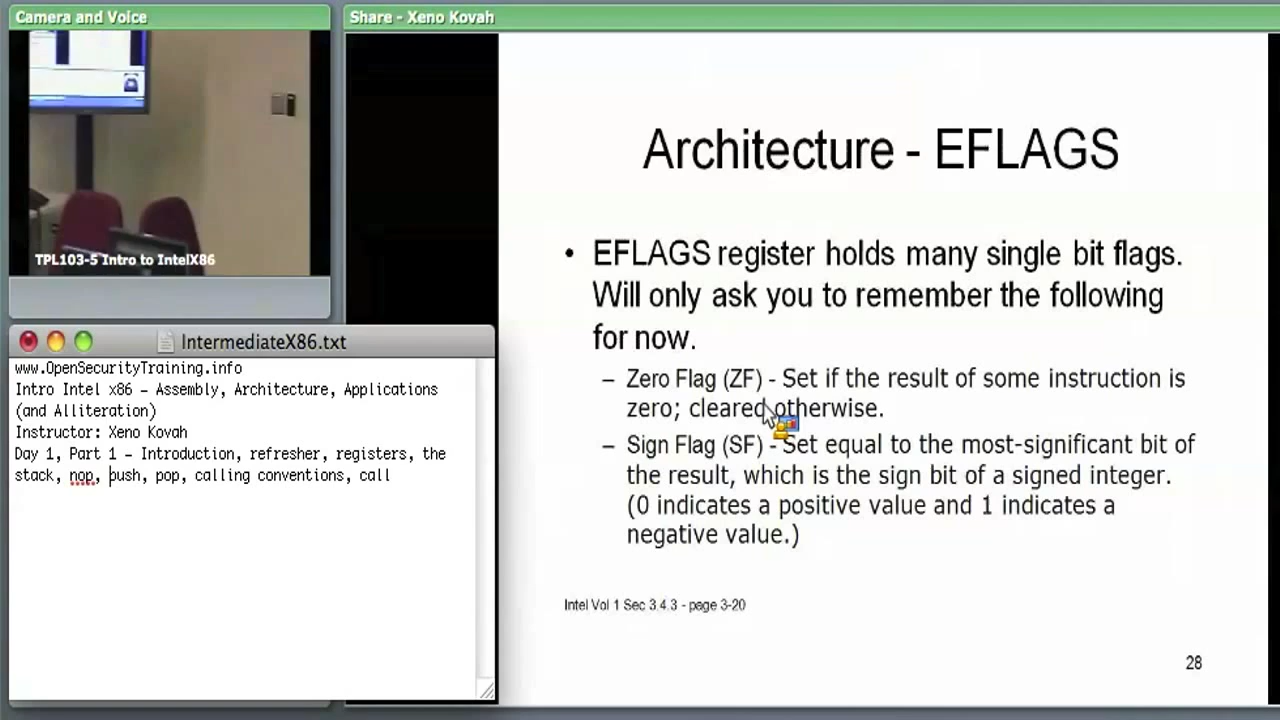 Camera and Voice
TPL103-5 Intro to IntelX86
IntermediateX86.txt
www.OpenSecurityTraining.info
Intro Intel x86 – Assembly, Architecture, Applications
(and Alliteration)
Instructor: Xeno Kovah
Day 1, Part 1 – Introduction, refresher, registers, the
stack, nop, push, pop, calling conventions, call
Share - Xeno Kovah
Architecture - EFLAGS
• EFLAGS register holds many single bit flags.
Will only ask you to remember the following
for now.
– Zero Flag (ZF) - Set if the result of some instruction is
zero; cleared otherwise.
– Sign Flag (SF) - Set equal to the most-significant bit of
the result, which is the sign bit of a signed integer.
(0 indicates a positive value and 1 indicates a
negative value.)
Intel Vol 1 Sec 3.4.3 - page 3-20
28